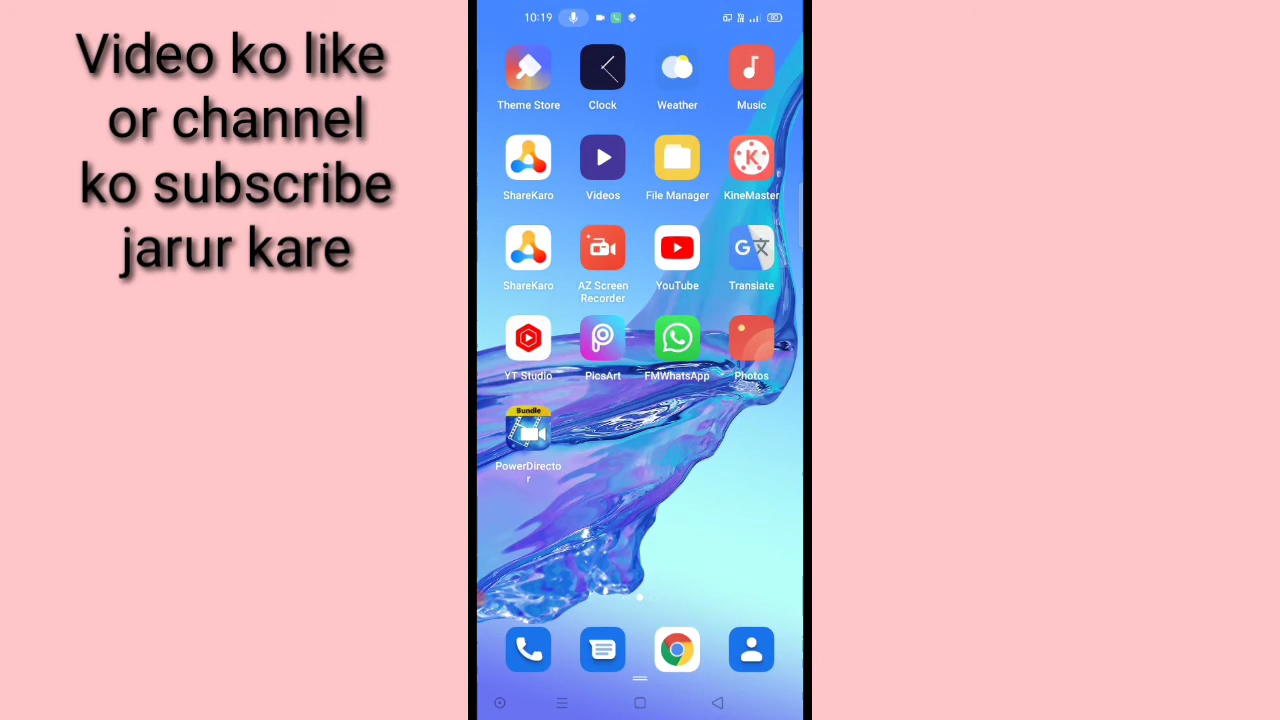 Video ko like
or channel
ko subscribe
jarur kare
10:19
80
Theme Store
Clock
Weather
Music
ShareKaro
Videos
File Manager
KineMaster
ShareKaro
AZ Screen
Recorder
YouTube
Translate
YT Studio
PicsArt
FMWhatsApp
Photos
Bundle
PowerDirecto
r